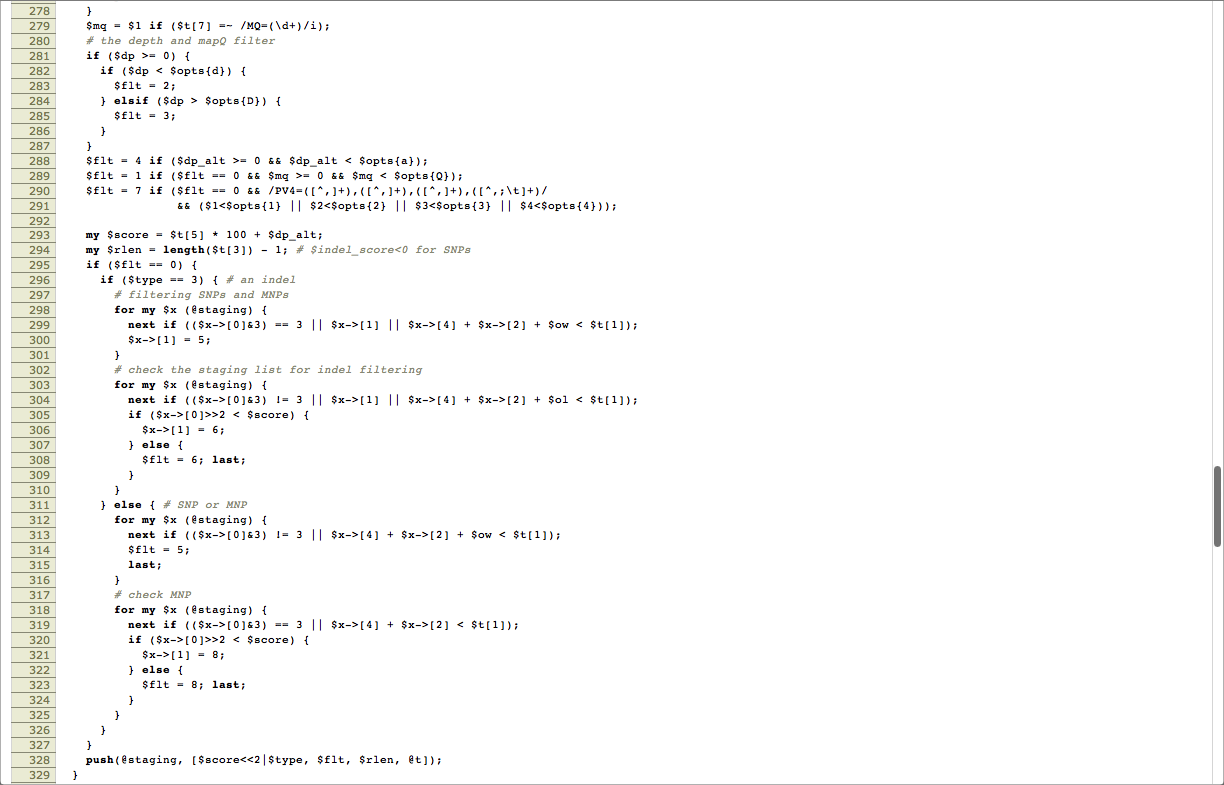 278 }
279 $mq = $1 if ($t[7] =~ /MQ=(\d+)/i);
280 # the depth and mapQ filter
281 if ($dp >= 0) {
282 if ($dp < $opts{d}) {
283 $flt = 2;
284 } elsif ($dp > $opts{D}) {
285 $flt = 3;
286 }
287 }
288 $flt = 4 if ($dp_alt >= 0 && $dp_alt < $opts{a});
289 $flt = 1 if ($flt == 0 && $mq >= 0 && $mq < $opts{Q});
290 $flt = 7 if ($flt == 0 && /PV4=([^,]+),([^,]+),([^,]+),([^,;\t]+)/
291 && ($1<$opts{1} || $2<$opts{2} || $3<$opts{3} || $4<$opts{4}));
292
293 my $score = $t[5] * 100 + $dp_alt;
294 my $rlen = length($t[3]) - 1; # $indel_score<0 for SNPs
295 if ($flt == 0) {
296 if ($type == 3) { # an indel
297 # filtering SNPs and MNPs
298 for my $x (@staging) {
299 next if (($x->[0]&3) == 3 || $x->[1] || $x->[4] + $x->[2] + $ow < $t[1]);
300 $x->[1] = 5;
301 }
302 # check the staging list for indel filtering
303 for my $x (@staging) {
304 next if (($x->[0]&3) != 3 || $x->[1] || $x->[4] + $x->[2] + $ol < $t[1]);
305 if ($x->[0]>>2 < $score) {
306 $x->[1] = 6;
307 } else {
308 $flt = 6; last;
309 }
310 }
311 } else { # SNP or MNP
312 for my $x (@staging) {
313 next if (($x->[0]&3) != 3 || $x->[4] + $x->[2] + $ow < $t[1]);
314 $flt = 5;
315 last;
316 }
317 # check MNP
318 for my $x (@staging) {
319 next if (($x->[0]&3) == 3 || $x->[4] + $x->[2] < $t[1]);
320 if ($x->[0]>>2 < $score) {
321 $x->[1] = 8;
322 } else {
323 $flt = 8; last;
324 }
325 }
326 }
327 }
328 push(@staging, [$score<<2|$type, $flt, $rlen, @t]);
329 }